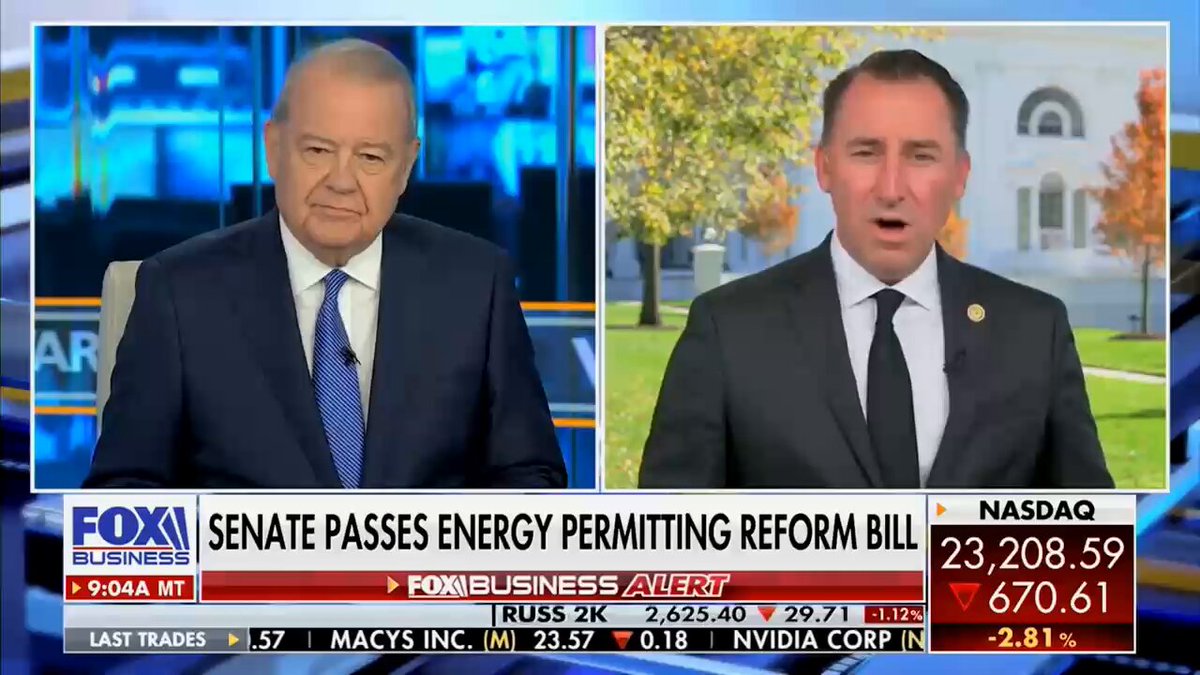 AR
V
FOX
BUSINESS
9:04A MT
SENATE PASSES ENERGY PERMITTING REFORM BILL
FOX BUSINESS ALERT
NASDAQ
23,208.59
670.61
-2.81%
RUSS 2K 2,625.40 29.71 -1.12%
LAST TRADES .57 MACYS INC. (M) 23.57 0.18 NVIDIA CORP (N